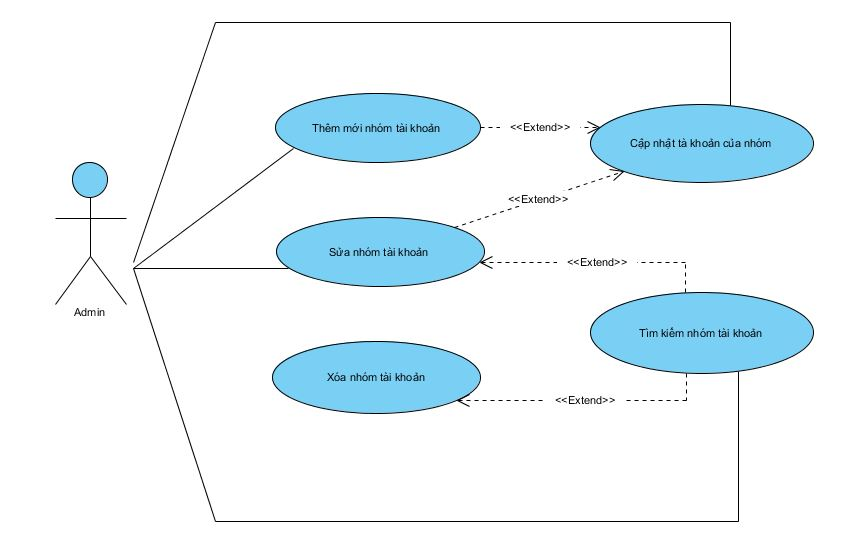 Thêm mới nhóm tài khoản
<<Extend>>
Cập nhật tà khoản của nhóm
<<Extend>>
Sửa nhóm tài khoản
<<Extend>>
Admin
Tìm kiếm nhóm tài khoản
Xóa nhóm tài khoản
<<Extend>>